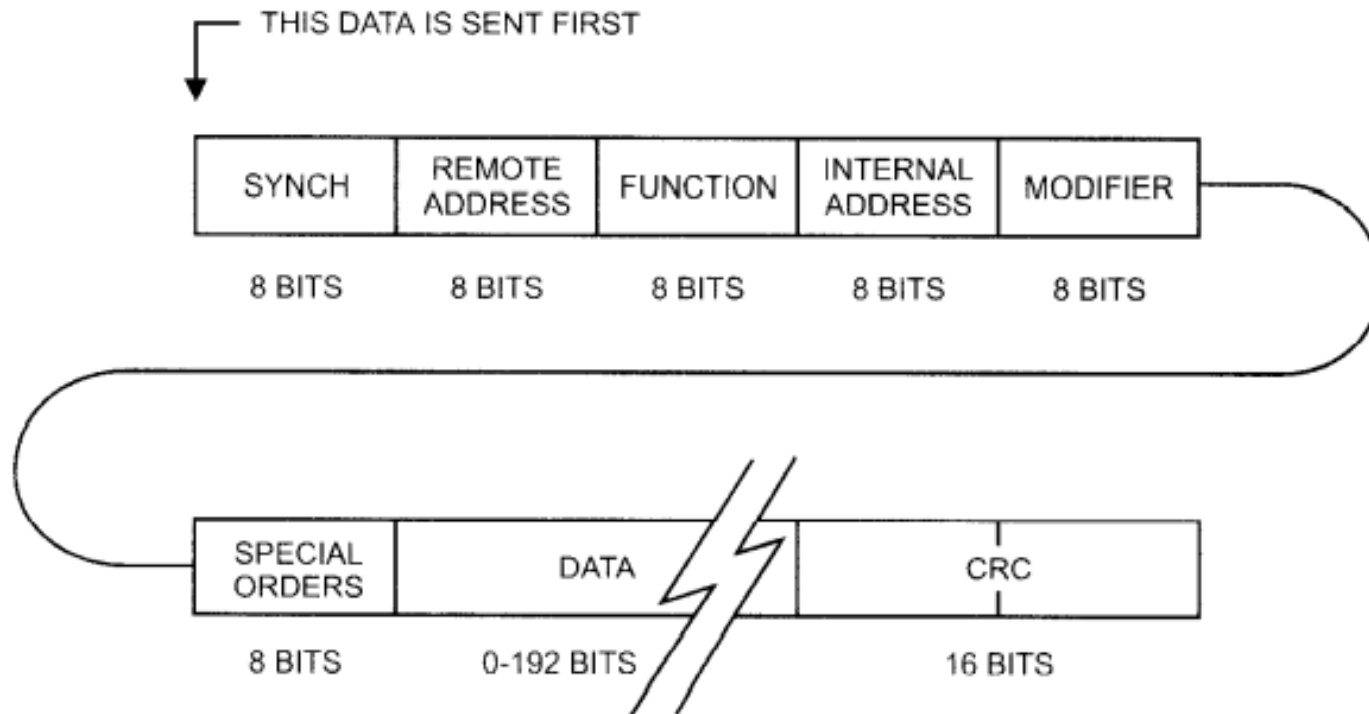 THIS DATA IS SENT FIRST
SYNCH
REMOTE
ADDRESS
FUNCTION
INTERNAL
ADDRESS
MODIFIER
8 BITS
8 BITS
8 BITS
8 BITS
8 BITS
SPECIAL
ORDERS
DATA
CRC
8 BITS
0-192 BITS
16 BITS